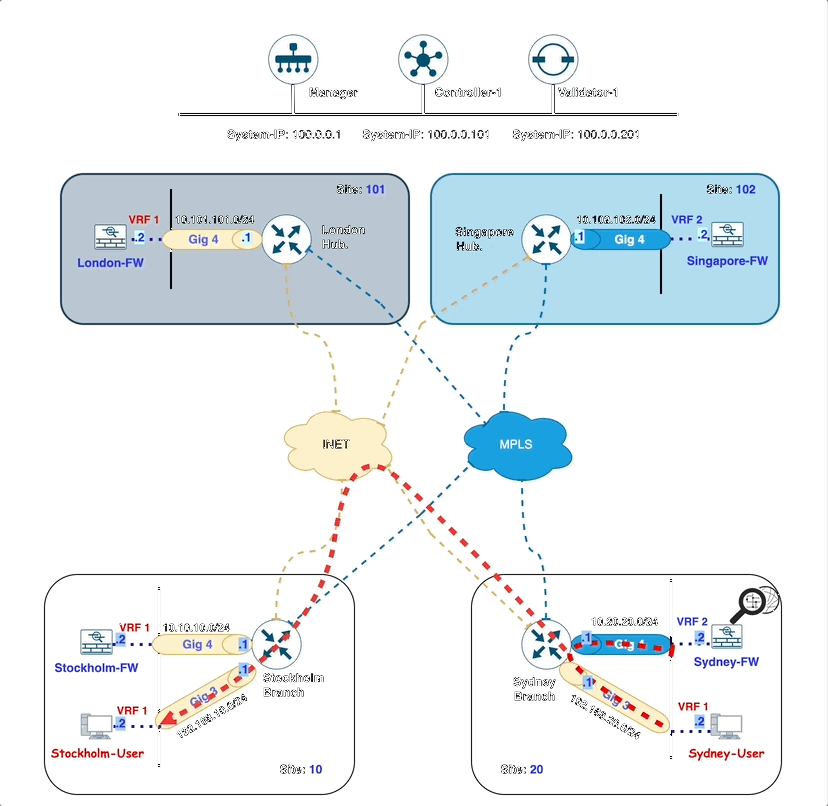 Manager
Controller-1
Validator-1
System-IP: 100.0.0.1
System-IP: 100.0.0.101
System-IP: 100.0.0.201
Site: 101
VRF 1
10.101.101.0/24
.2
Gig 4
.1
London
Hub.
London-FW
Site: 102
Singapore
Hub.
10.102.102.0/24
VRF 2
.1
Gig 4
.2
Singapore-FW
INET
MPLS
VRF 1
10.10.10.0/24
.2
Gig 4
.1
Stockholm-FW
Stockholm
Branch
.1
Gig 3
192.168.10.0/24
VRF 1
.2
Stockholm-User
Site: 10
10.20.20.0/24
VRF 2
.1
Gig 4
.2
Sydney-FW
Sydney
Branch
.1
Gig 3
192.168.20.0/24
VRF 1
.2
Sydney-User
Site: 20